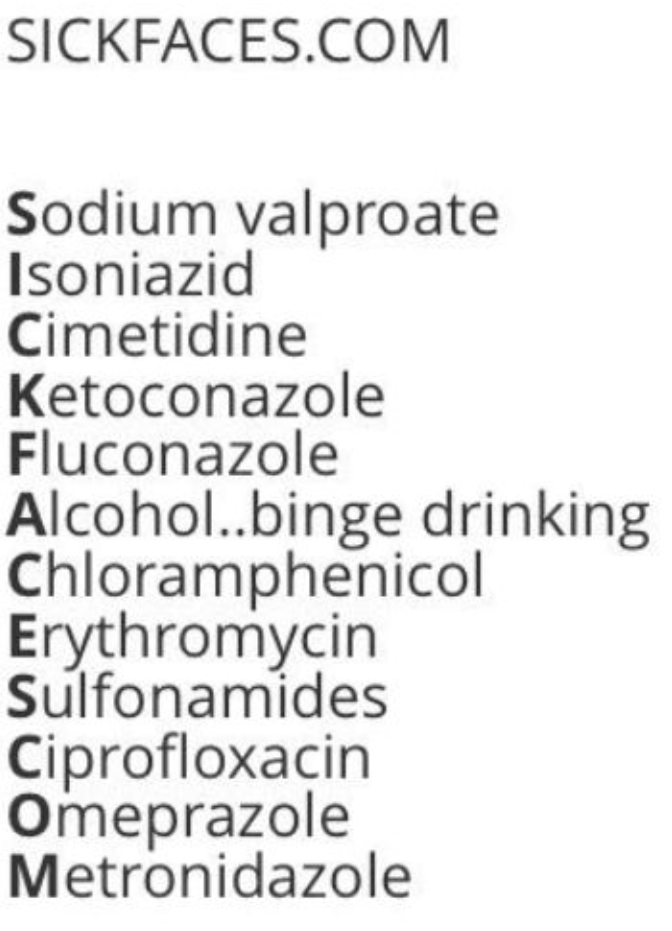 SICKFACES.COM
Sodium valproate
Isoniazid
Cimetidine
Ketoconazole
Fluconazole
Alcohol..binge drinking
Chloramphenicol
Erythromycin
Sulfonamides
Ciprofloxacin
Omeprazole
Metronidazole